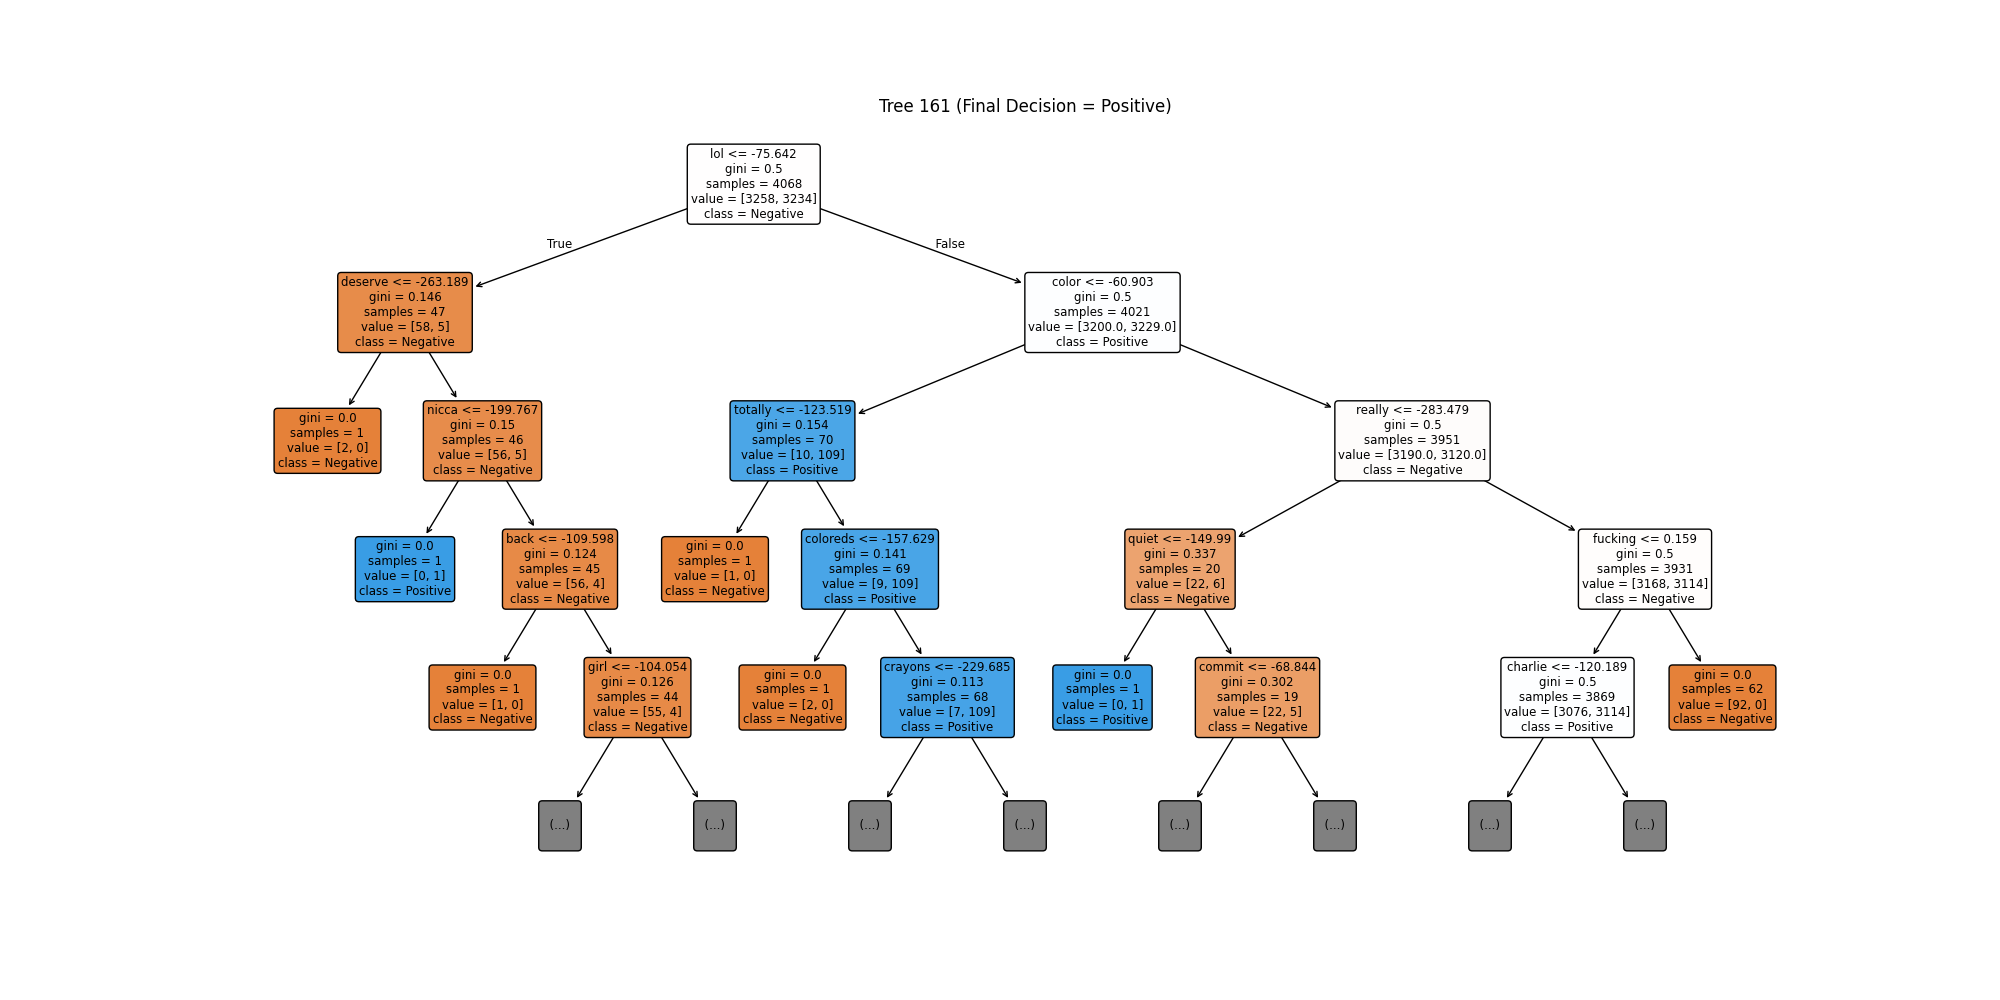 Tree 161 (Final Decision = Positive)
lol <= -75.642
gini = 0.5
samples = 4068
value = [3258, 3234]
class = Negative
True
False
deserve <= -263.189
gini = 0.146
samples = 47
value = [58, 5]
class = Negative
color <= -60.903
gini = 0.5
samples = 4021
value = [3200.0, 3229.0]
class = Positive
gini = 0.0
samples = 1
value = [2, 0]
class = Negative
nicca <= -199.767
gini = 0.15
samples = 46
value = [56, 5]
class = Negative
totally <= -123.519
gini = 0.154
samples = 70
value = [10, 109]
class = Positive
really <= -283.479
gini = 0.5
samples = 3951
value = [3190.0, 3120.0]
class = Negative
gini = 0.0
samples = 1
value = [0, 1]
class = Positive
back <= -109.598
gini = 0.124
samples = 45
value = [56, 4]
class = Negative
gini = 0.0
samples = 1
value = [1, 0]
class = Negative
coloreds <= -157.629
gini = 0.141
samples = 69
value = [9, 109]
class = Positive
quiet <= -149.99
gini = 0.337
samples = 20
value = [22, 6]
class = Negative
fucking <= 0.159
gini = 0.5
samples = 3931
value = [3168, 3114]
class = Negative
gini = 0.0
samples = 1
value = [1, 0]
class = Negative
girl <= -104.054
gini = 0.126
samples = 44
value = [55, 4]
class = Negative
gini = 0.0
samples = 1
value = [2, 0]
class = Negative
crayons <= -229.685
gini = 0.113
samples = 68
value = [7, 109]
class = Positive
gini = 0.0
samples = 1
value = [0, 1]
class = Positive
commit <= -68.844
gini = 0.302
samples = 19
value = [22, 5]
class = Negative
charlie <= -120.189
gini = 0.5
samples = 3869
value = [3076, 3114]
class = Positive
gini = 0.0
samples = 62
value = [92, 0]
class = Negative
(...)
(...)
(...)
(...)
(...)
(...)
(...)
(...)